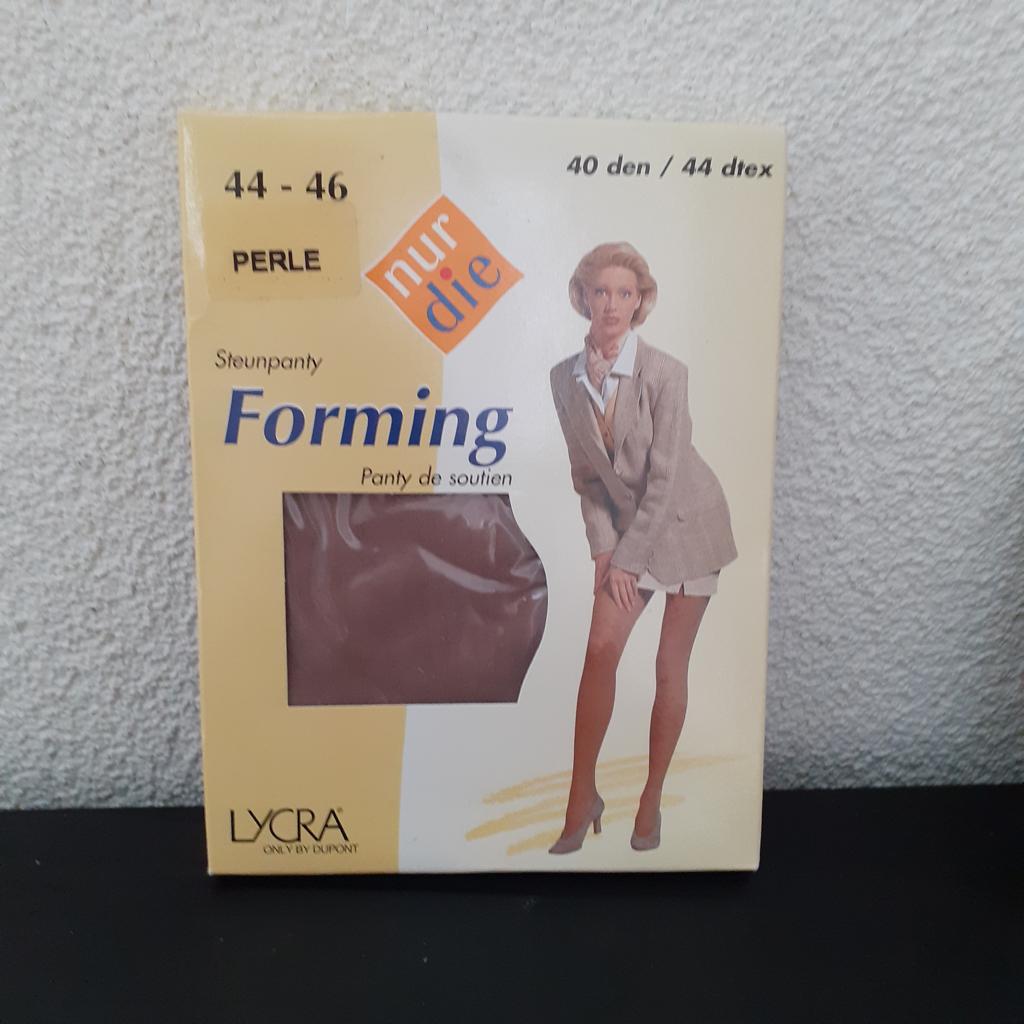 40 den / 44 dtex
44 - 46
PERLE
nur
die
Steunpanty
Forming
Panty de soutien
LYCRA®
ONLY BY DUPONT